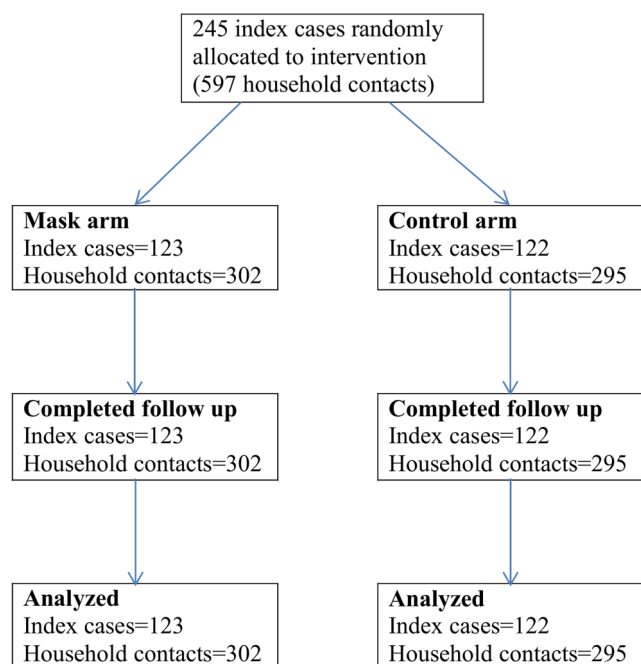 245 index cases randomly
allocated to intervention
(597 household contacts)
Mask arm
Index cases=123
Household contacts=302
Control arm
Index cases=122
Household contacts=295
Completed follow up
Index cases=123
Household contacts=302
Completed follow up
Index cases=122
Household contacts=295
Analyzed
Index cases=123
Household contacts=302
Analyzed
Index cases=122
Household contacts=295